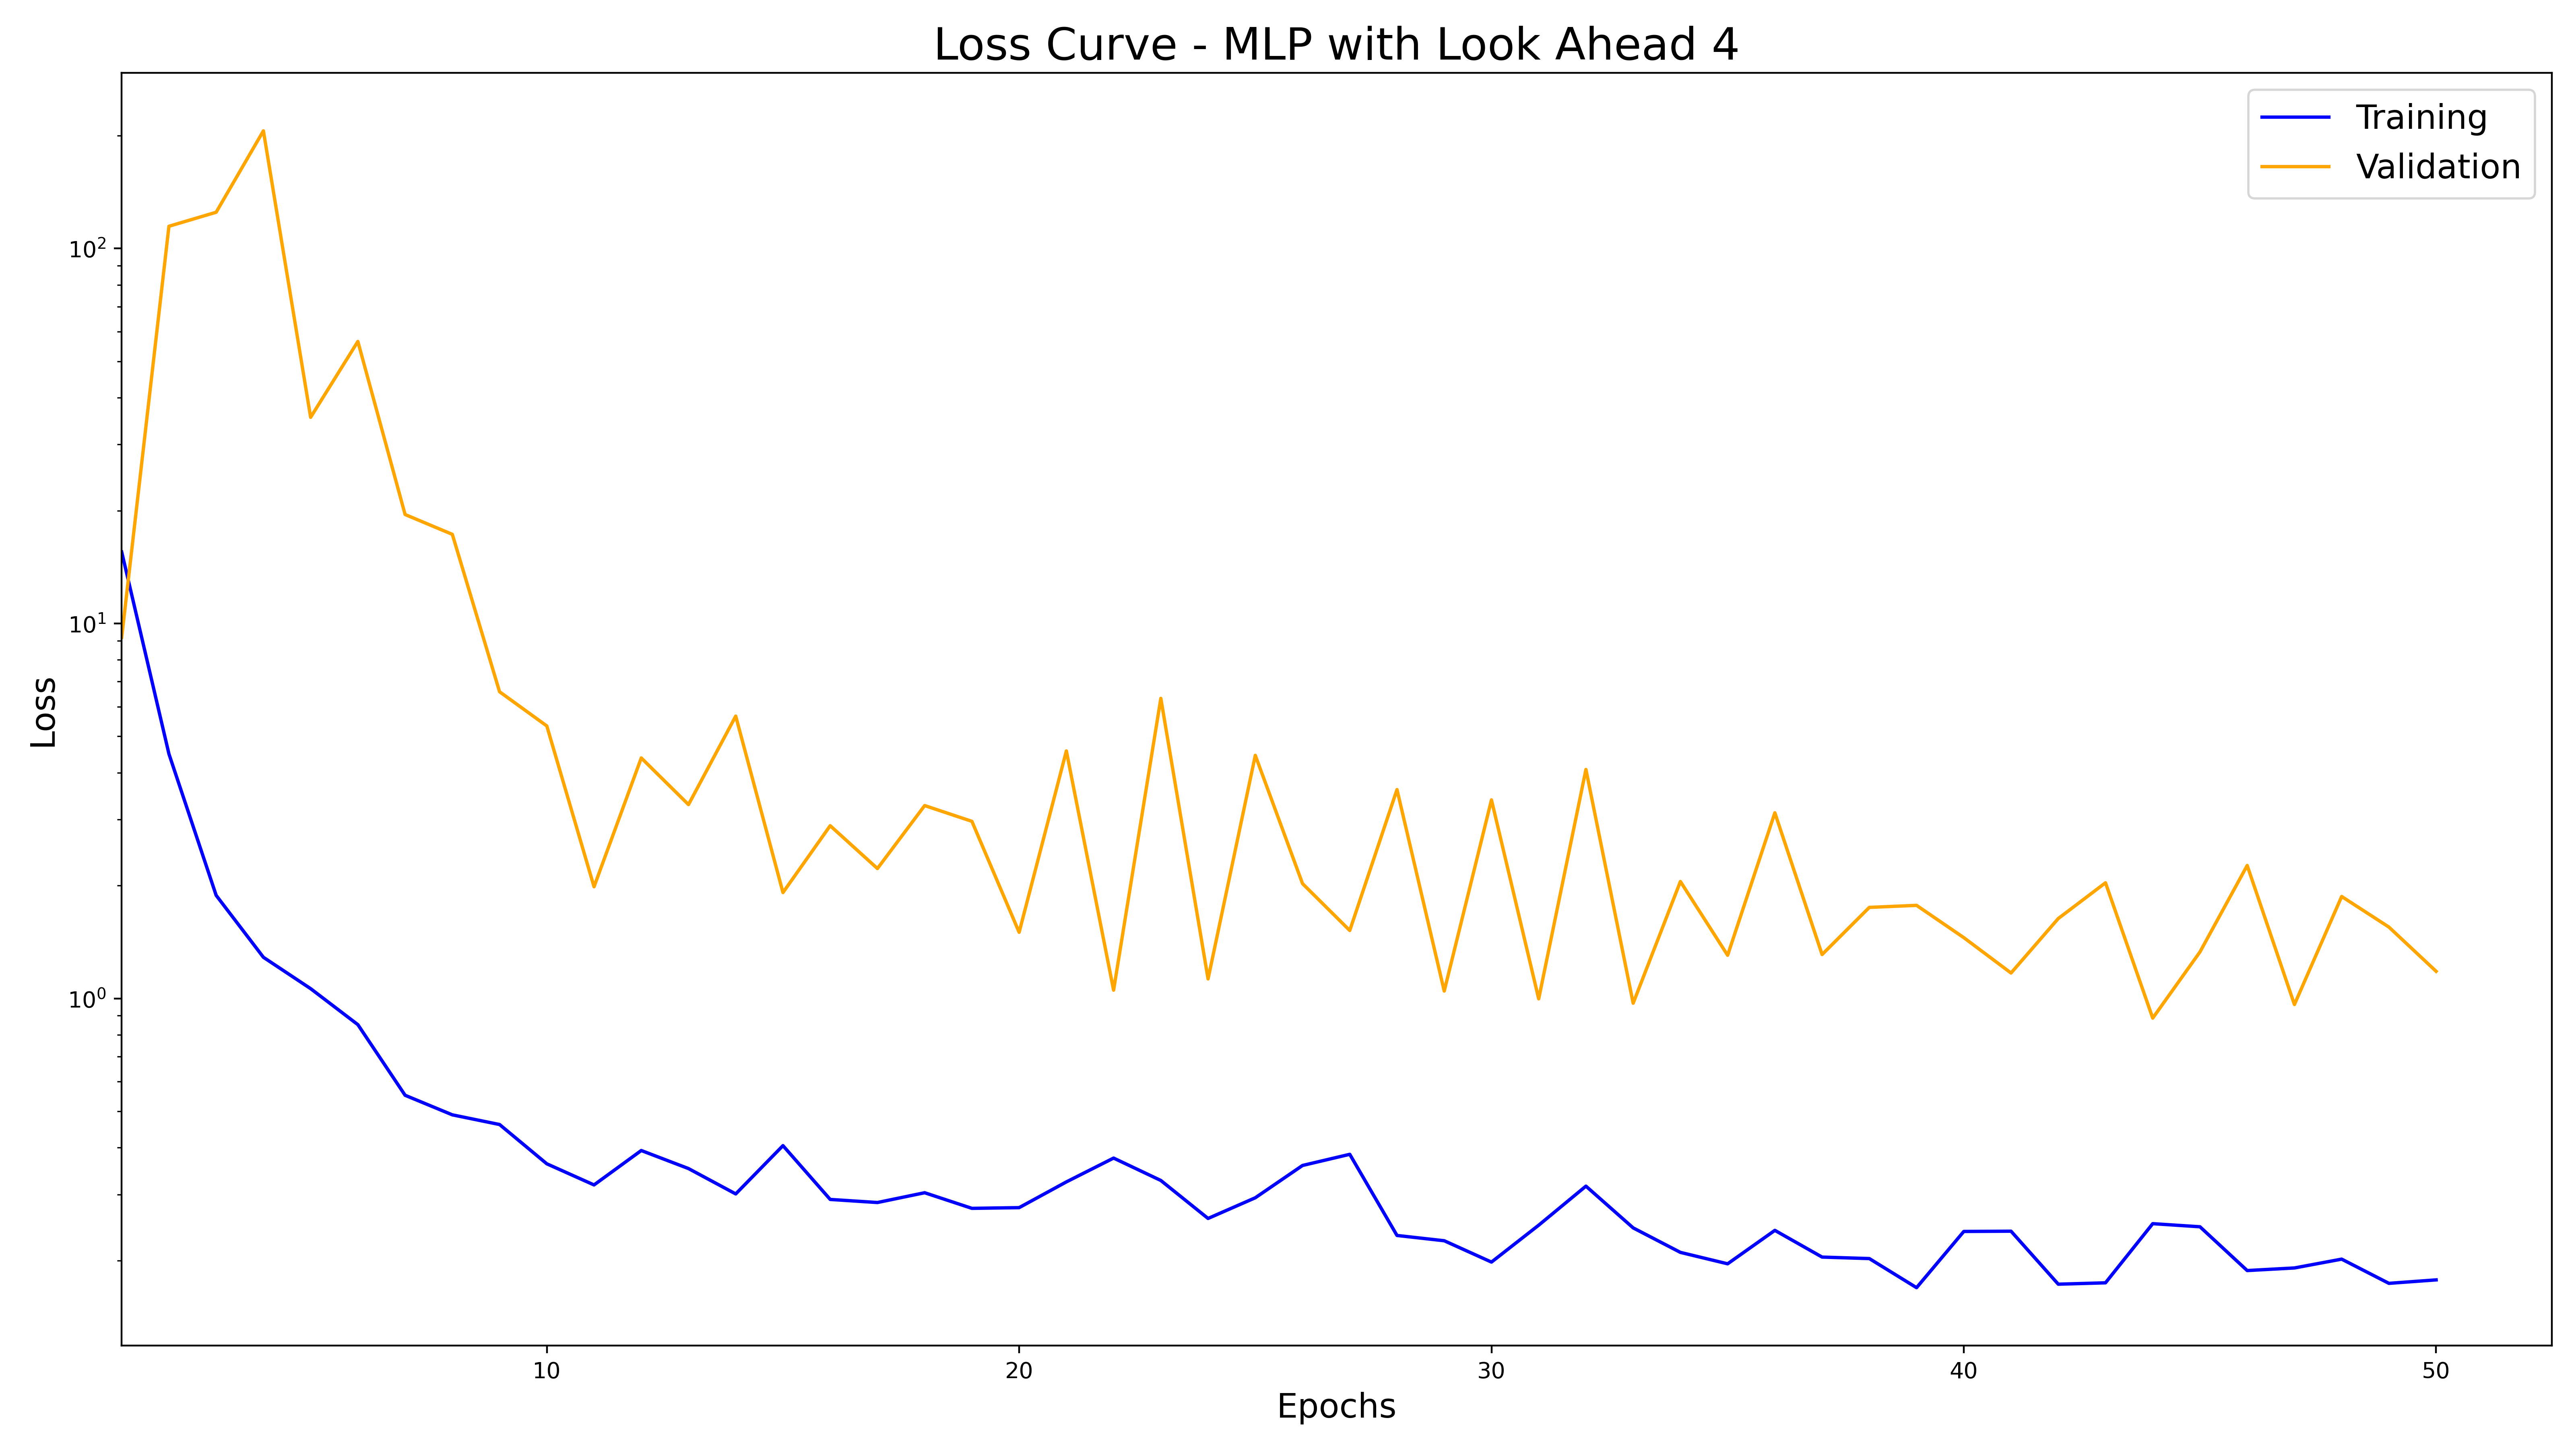 Loss Curve - MLP with Look Ahead 4
Training
Validation
10²
10¹
10⁰
Loss
10 20 30 40 50
Epochs